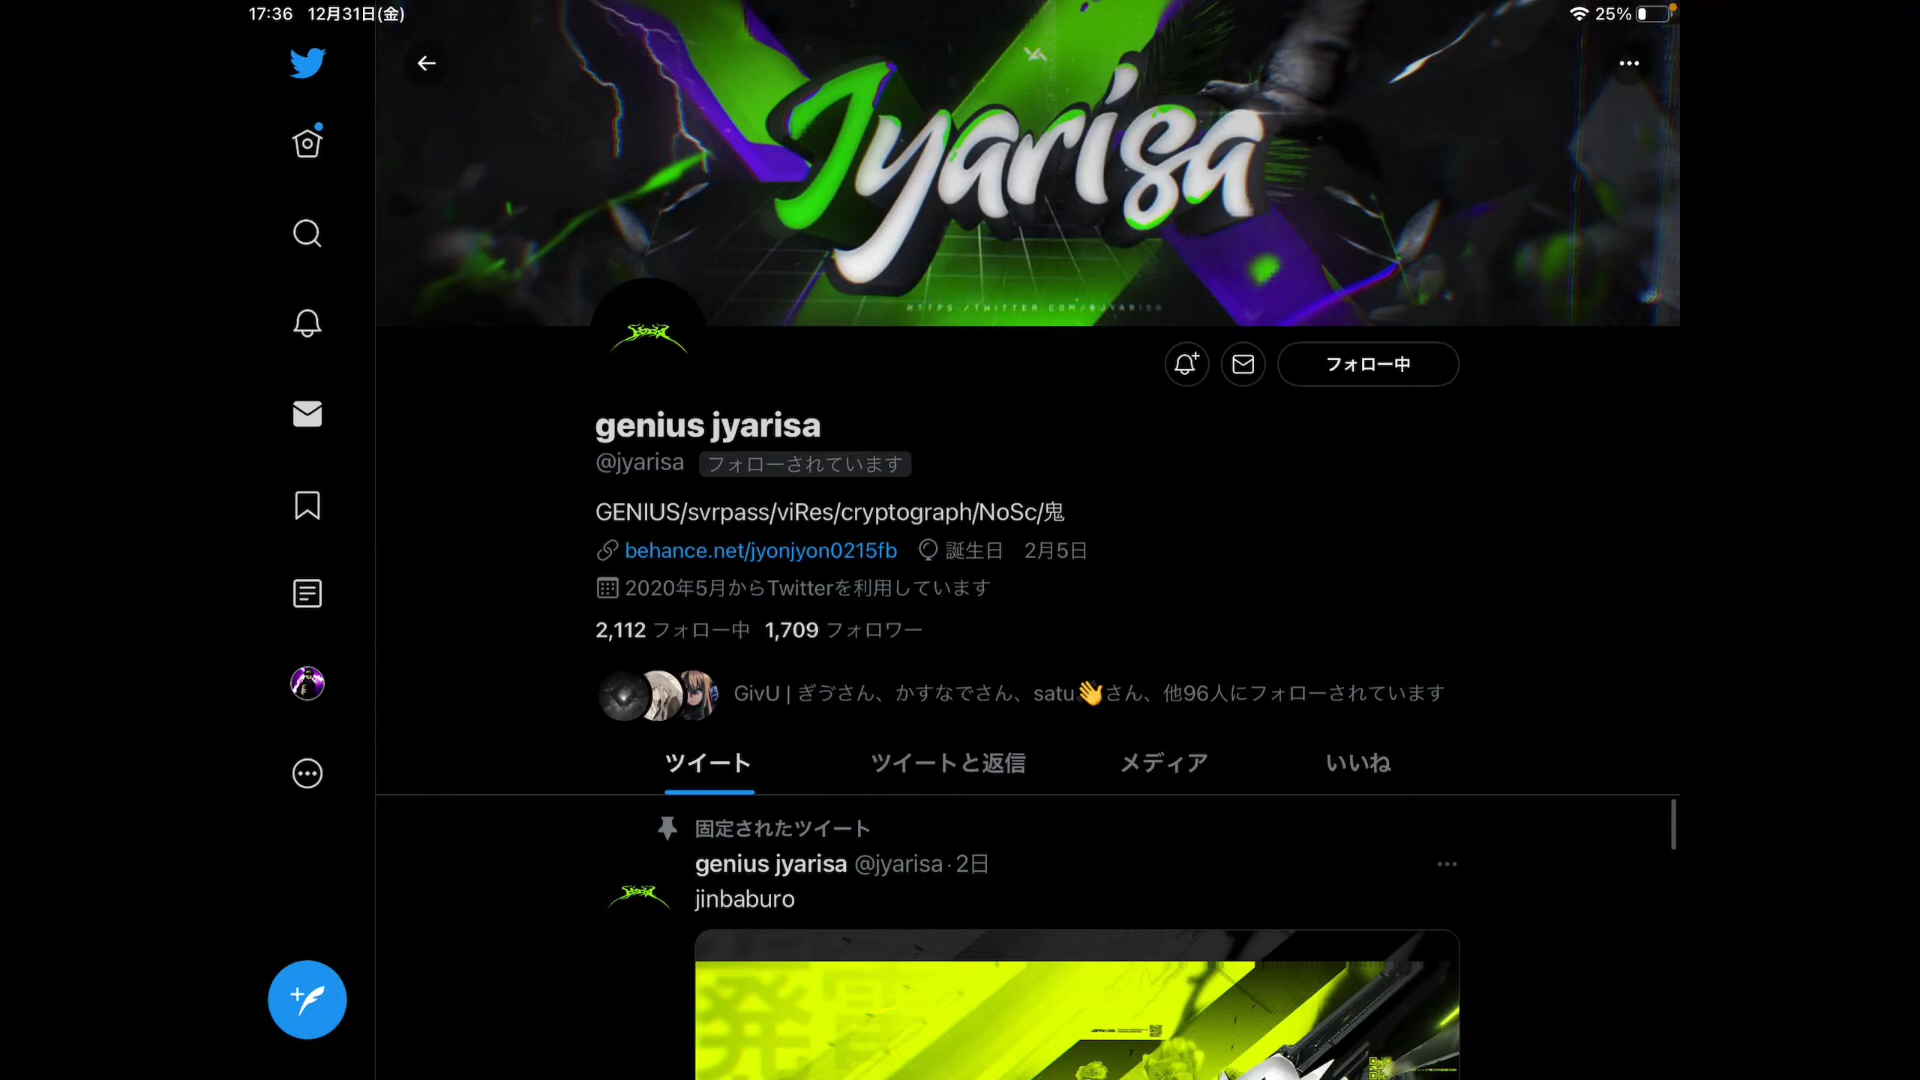 17:36 12月31日(金)
25%
Jyarisa
HTTPS:/TWITTER.COM/@JYARISA
フォロー中
genius jyarisa
@jyarisa フォローされています
GENIUS/svrpass/viRes/cryptograph/NoSc/鬼
behance.net/jyonjyon0215fb 誕生日 2月5日
2020年5月からTwitterを利用しています
2,112 フォロー中 1,709 フォロワー
GivU | ぎづさん、かすなでさん、satu👋さん、他96人にフォローされています
ツイート ツイートと返信 メディア いいね
固定されたツイート
genius jyarisa @jyarisa · 2日
jinbaburo